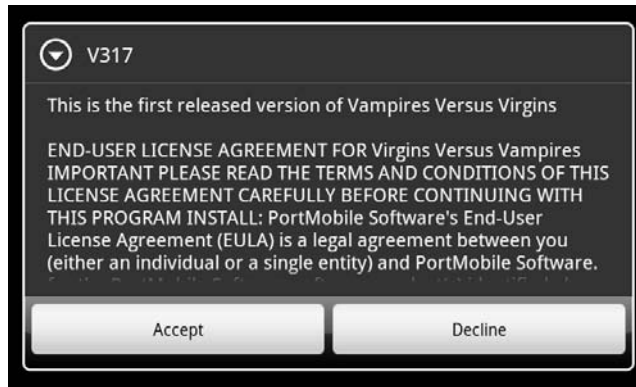 V317
This is the first released version of Vampires Versus Virgins
END-USER LICENSE AGREEMENT FOR Virgins Versus Vampires
IMPORTANT PLEASE READ THE TERMS AND CONDITIONS OF THIS
LICENSE AGREEMENT CAREFULLY BEFORE CONTINUING WITH
THIS PROGRAM INSTALL: PortMobile Software's End-User
License Agreement (EULA) is a legal agreement between you
(either an individual or a single entity) and PortMobile Software.
Accept
Decline